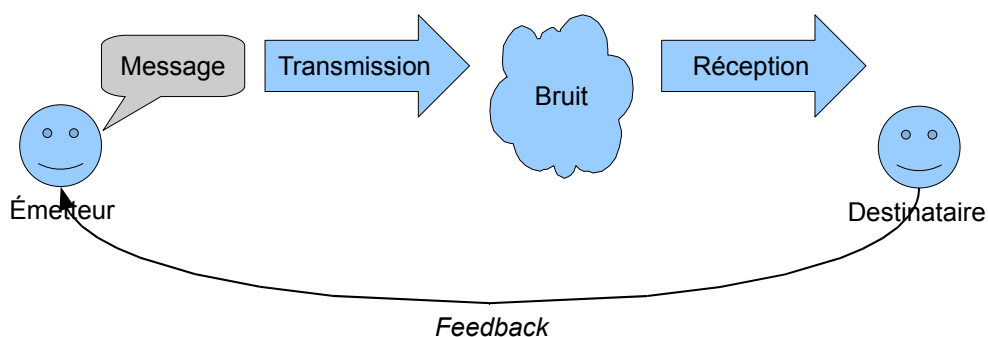 Message
Transmission
Bruit
Réception
Émetteur
Destinataire
Feedback